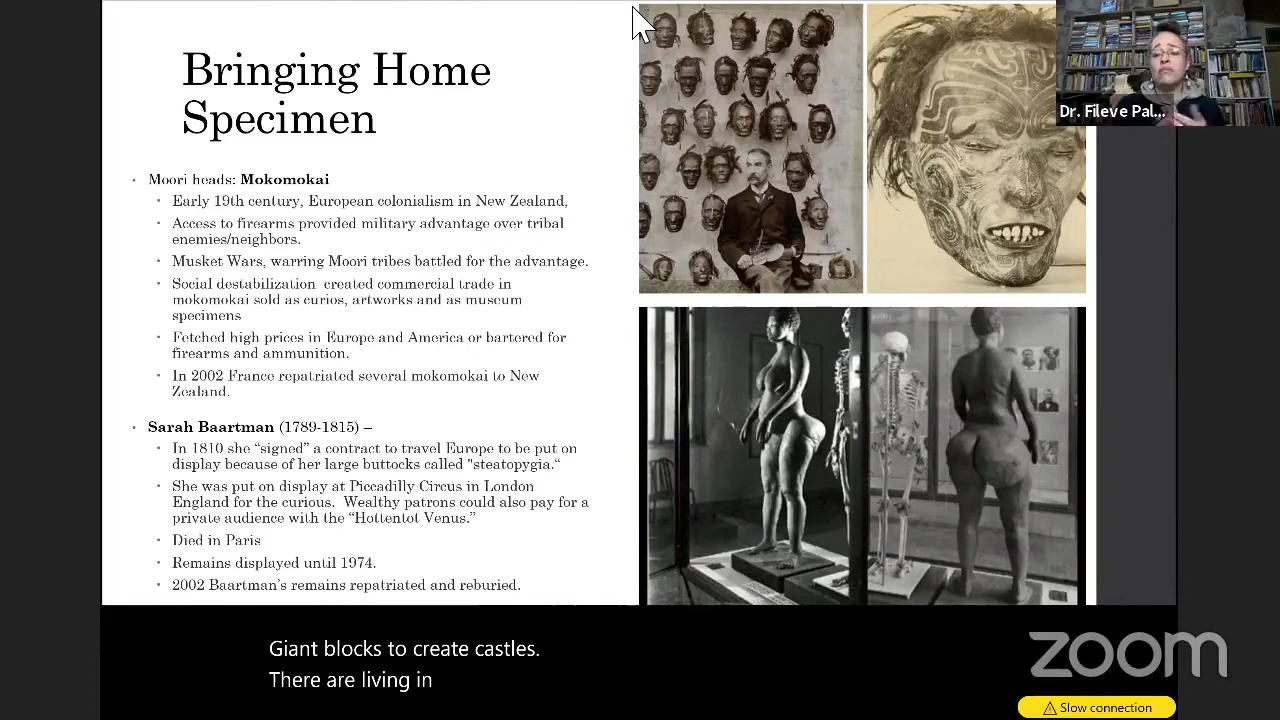 Bringing Home
Specimen
Moori heads: Mokomokai
Early 19th century, European colonialism in New Zealand,
Access to firearms provided military advantage over tribal
enemies/neighbors.
Musket Wars, warring Moori tribes battled for the advantage.
Social destabilization created commercial trade in
mokomokai sold as curios, artworks and as museum
specimens
Fetched high prices in Europe and America or bartered for
firearms and ammunition.
In 2002 France repatriated several mokomokai to New
Zealand.
Sarah Baartman (1789-1815) –
In 1810 she “signed” a contract to travel Europe to be put on
display because of her large buttocks called "steatopygia.“
She was put on display at Piccadilly Circus in London
England for the curious. Wealthy patrons could also pay for a
private audience with the “Hottentot Venus.”
Died in Paris
Remains displayed until 1974.
2002 Baartman’s remains repatriated and reburied.
Dr. Fileve Pal...
Giant blocks to create castles.
There are living in
zoom
Slow connection